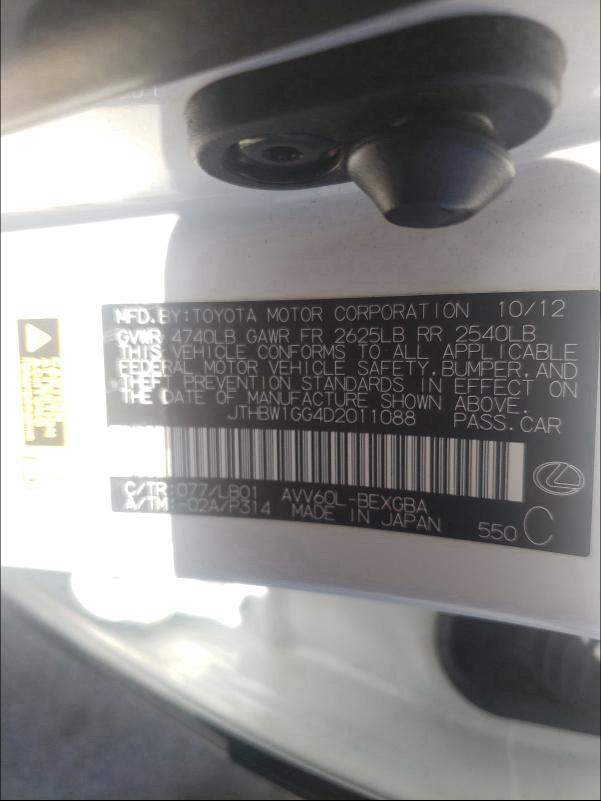 MFD.BY:TOYOTA MOTOR CORPORATION 10/12
GVWR 4740LB GAWR FR 2625LB RR 2540LB
THIS VEHICLE CONFORMS TO ALL APPLICABLE
FEDERAL MOTOR VEHICLE SAFETY,BUMPER,AND
THEFT PREVENTION STANDARDS IN EFFECT ON
THE DATE OF MANUFACTURE SHOWN ABOVE.
JTHBW1GG4D2011088 PASS.CAR
C/TR:077/LB01 AVV60L-BEXGBA
A/TM:-02A/P314 MADE IN JAPAN 550 C